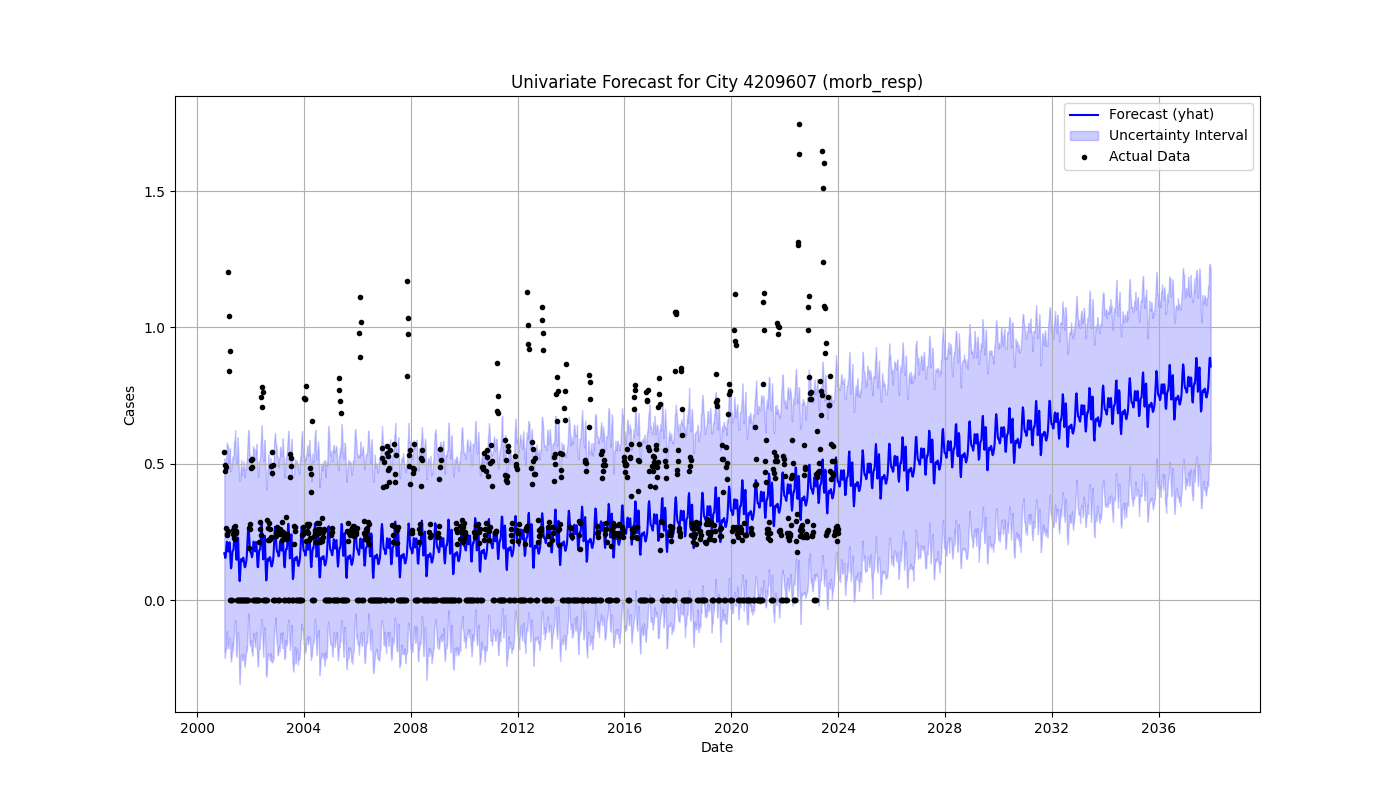 Univariate Forecast for City 4209607 (morb_resp)
Forecast (yhat)
Uncertainty Interval
Actual Data
Cases
1.5
1.0
0.5
0.0
2000 2004 2008 2012 2016 2020 2024 2028 2032 2036
Date